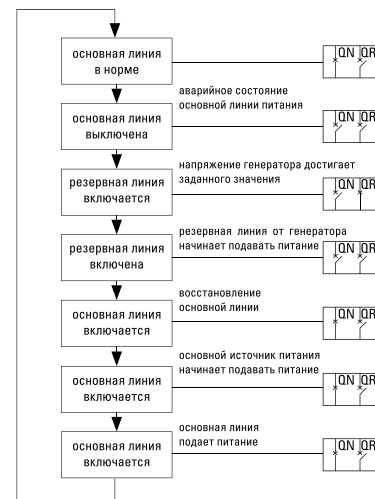 основная линия
в норме
QN QR
аварийное состояние
основной линии питания
основная линия
выключена
QN QR
напряжение генератора достигает
заданного значения
резервная линия
включается
QN QR
резервная линия от генератора
начинает подавать питание
резервная линия
включена
QN QR
восстановление
основной линии
основная линия
включается
QN QR
основной источник питания
начинает подавать питание
основная линия
включается
QN QR
основная линия
подает питание
основная линия
включается
QN QR